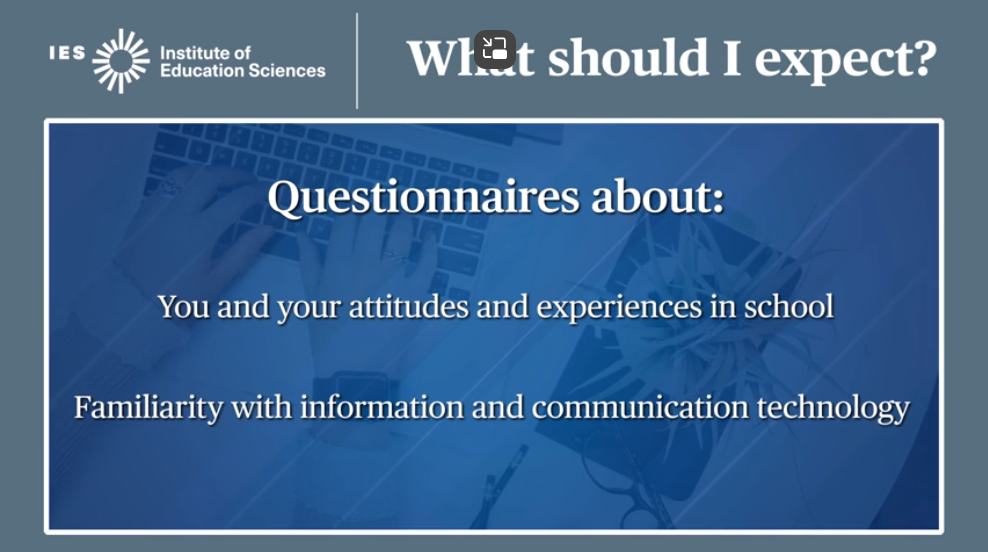 IES
Institute of
Education Sciences
What should I expect?
Questionnaires about:
You and your attitudes and experiences in school
Familiarity with information and communication technology